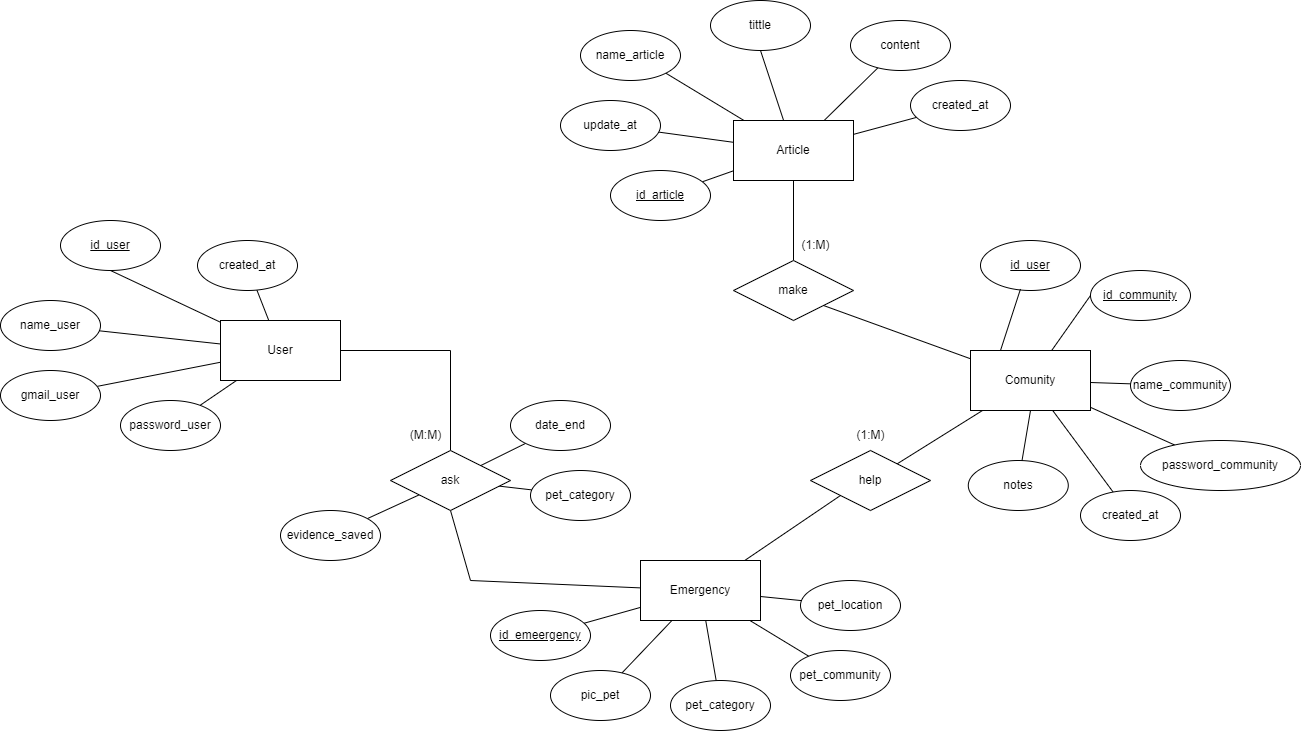 tittle
content
name_article
created_at
update_at
Article
id_article
(1:M)
make
id_user
created_at
id_user
id_community
name_user
User
Comunity
name_community
gmail_user
password_user
(M:M)
date_end
(1:M)
password_community
ask
pet_category
help
notes
created_at
evidence_saved
Emergency
pet_location
id_emeergency
pet_community
pic_pet
pet_category